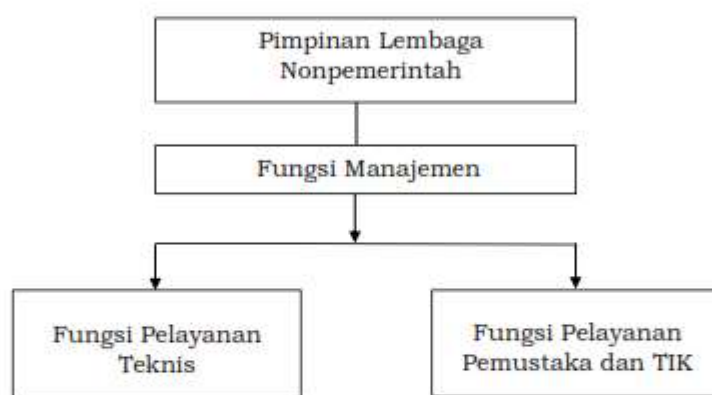 Pimpinan Lembaga
Nonpemerintah
Fungsi Manajemen
Fungsi Pelayanan
Teknis
Fungsi Pelayanan
Pemustaka dan TIK